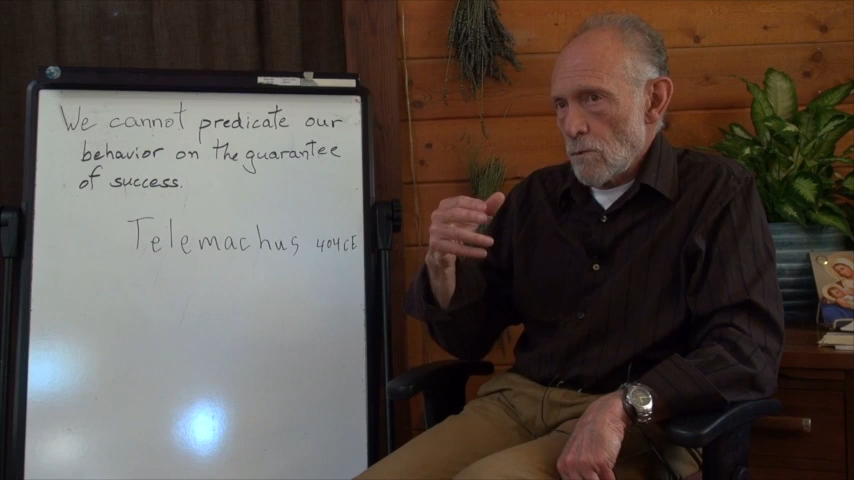 We cannot predicate our
behavior on the guarantee
of success.
Telemachus 404CE